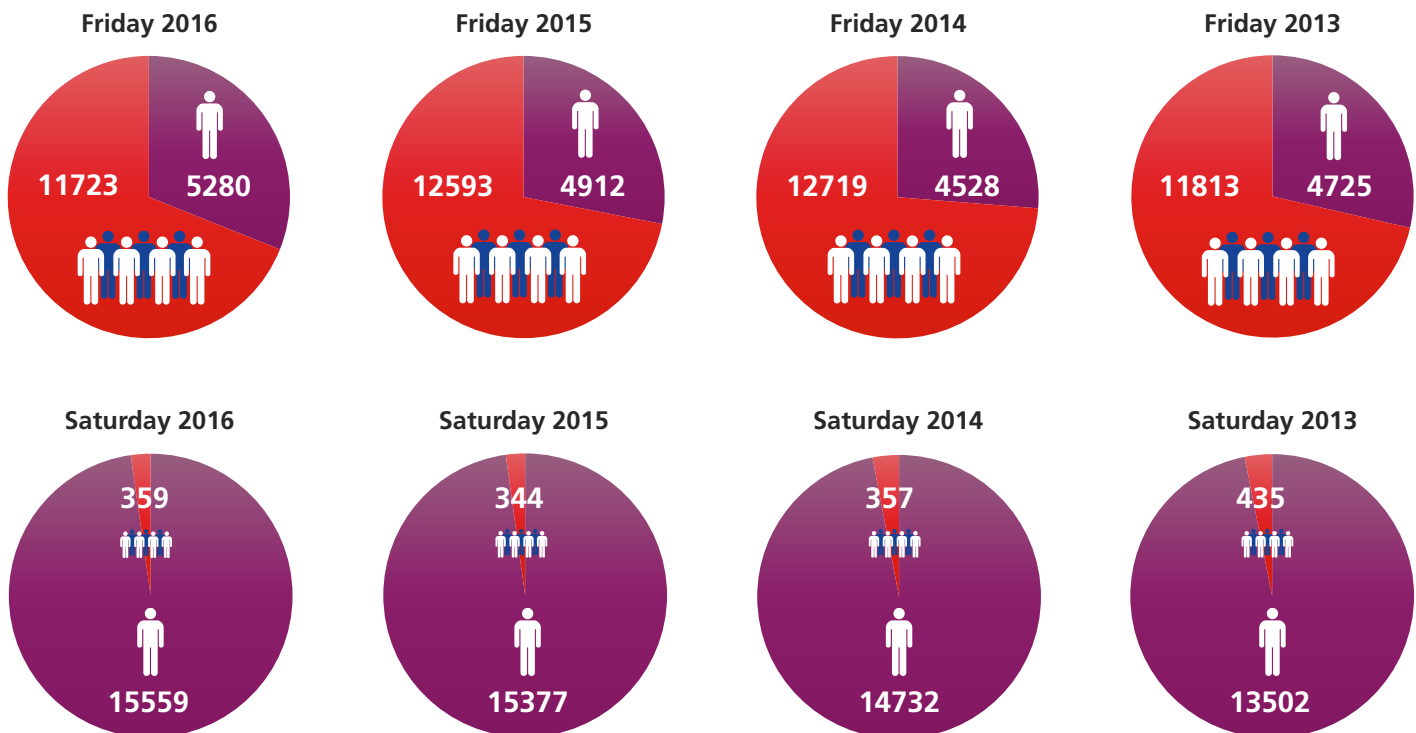 Friday 2016
Friday 2015
Friday 2014
Friday 2013
11723 5280
12593 4912
12719 4528
11813 4725
Saturday 2016
Saturday 2015
Saturday 2014
Saturday 2013
359
344
357
435
15559
15377
14732
13502